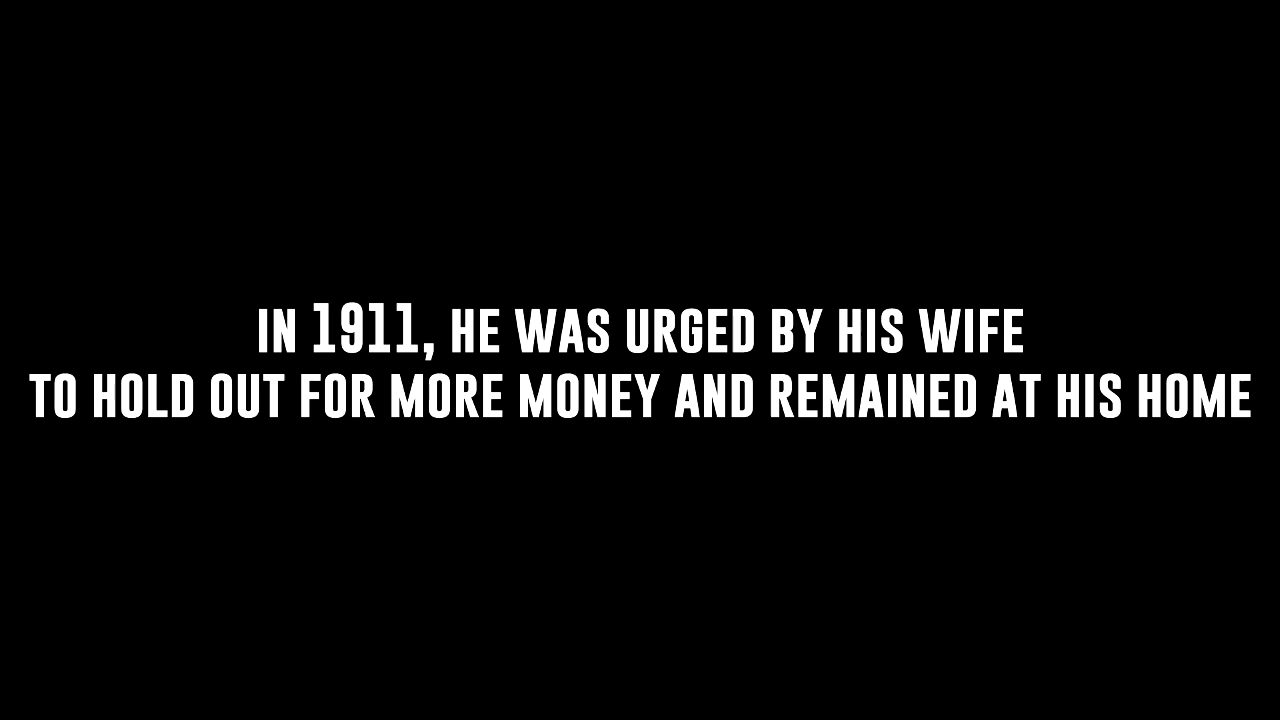 IN 1911, HE WAS URGED BY HIS WIFE
TO HOLD OUT FOR MORE MONEY AND REMAINED AT HIS HOME